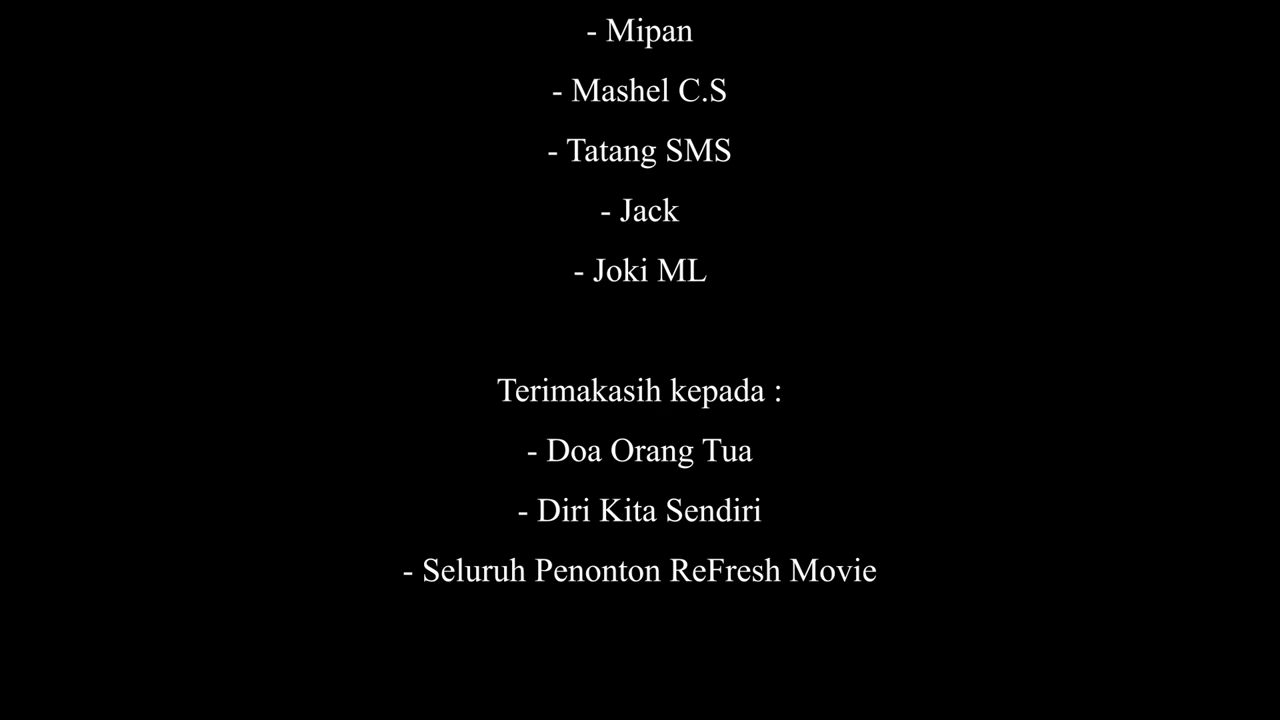 - Mipan
- Mashel C.S
- Tatang SMS
- Jack
- Joki ML
Terimakasih kepada :
- Doa Orang Tua
- Diri Kita Sendiri
- Seluruh Penonton ReFresh Movie